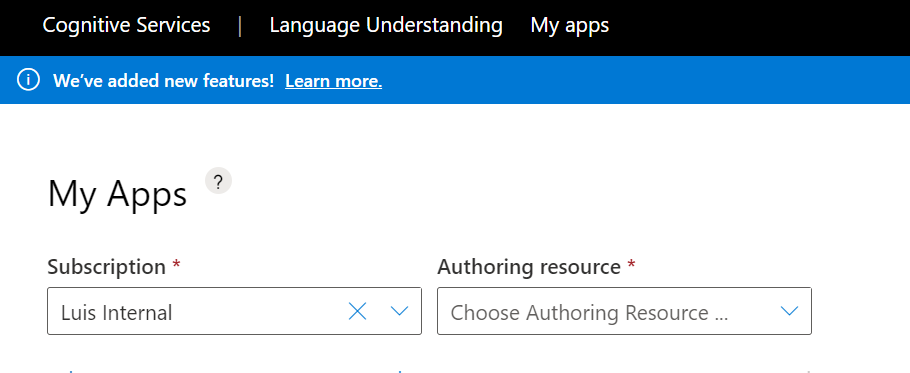 Cognitive Services | Language Understanding My apps
We've added new features! Learn more.
My Apps ?
Subscription * Authoring resource *
Luis Internal Choose Authoring Resource ...